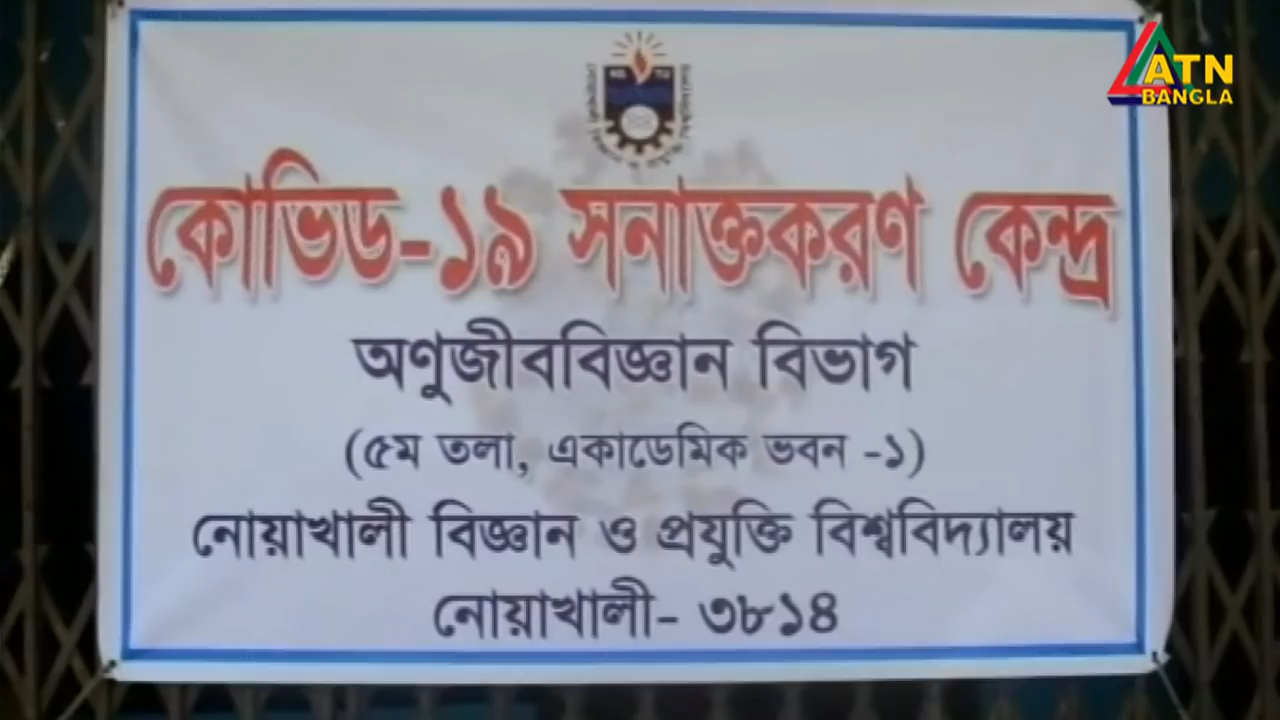 ATN
BANGLA
কোভিড-১৯ সনাক্তকরণ কেন্দ্র
অণুজীববিজ্ঞান বিভাগ
(৫ম তলা, একাডেমিক ভবন -১)
নোয়াখালী বিজ্ঞান ও প্রযুক্তি বিশ্ববিদ্যালয়
নোয়াখালী- ৩৮১৪